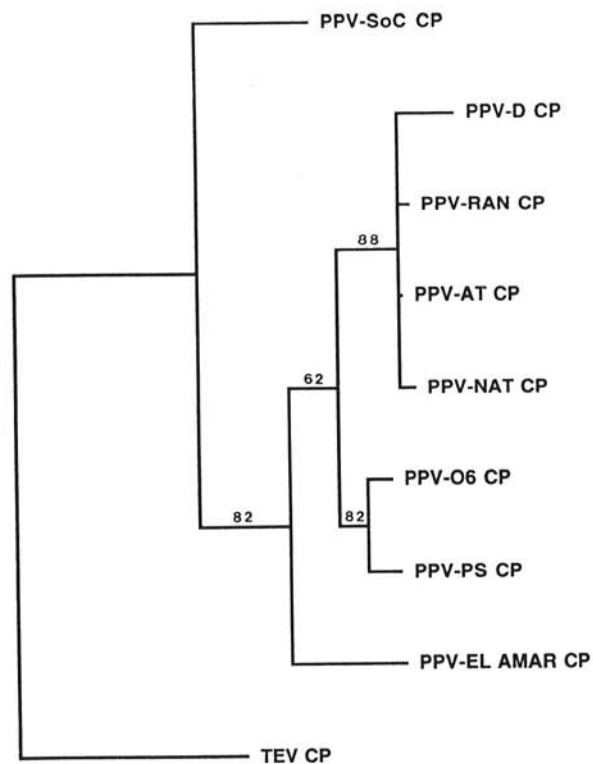 PPV-SoC CP
PPV-D CP
PPV-RAN CP
88
PPV-AT CP
62
PPV-NAT CP
PPV-O6 CP
82
82
PPV-PS CP
PPV-EL AMAR CP
TEV CP